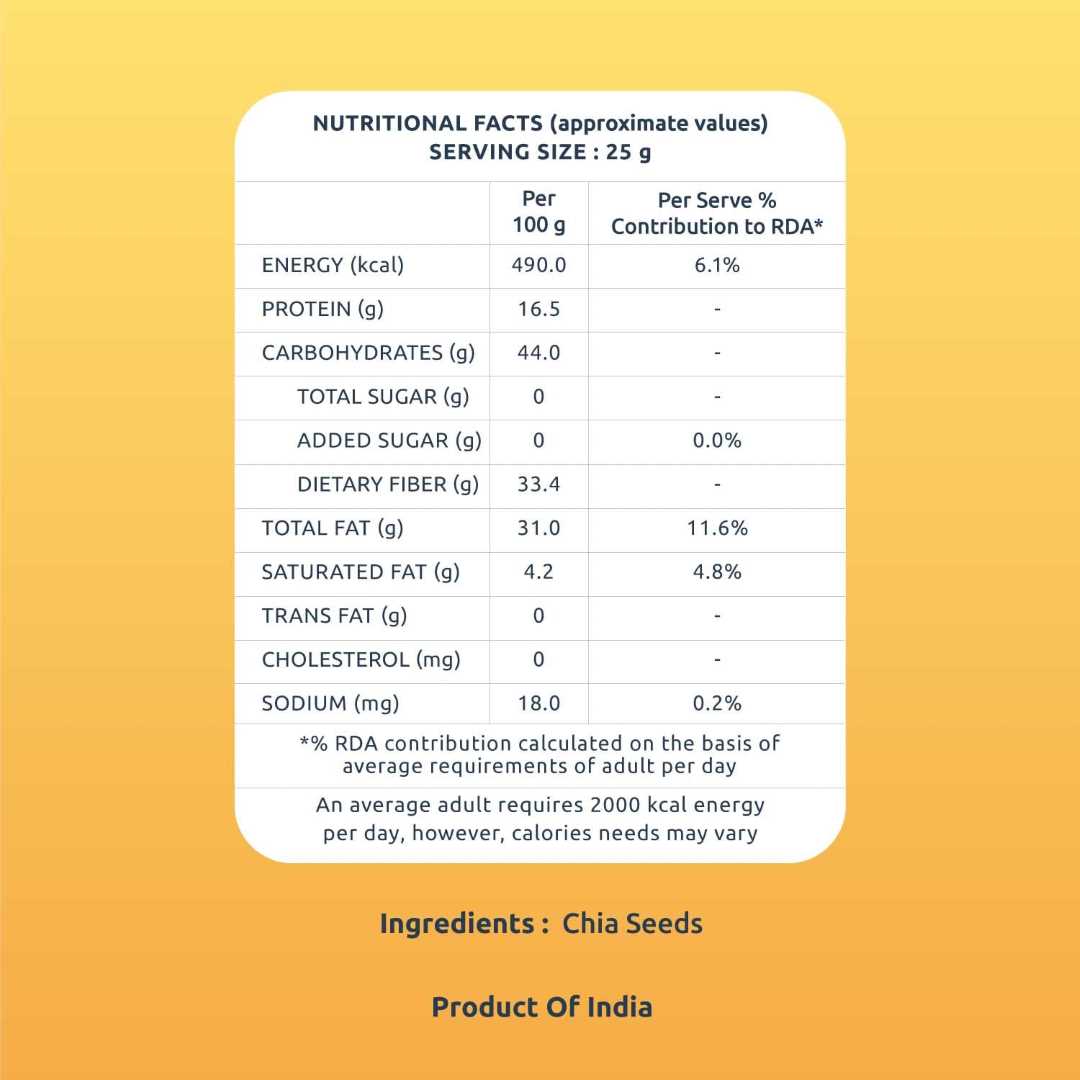 NUTRITIONAL FACTS (approximate values)
SERVING SIZE : 25 g
Per 100 g Per Serve % Contribution to RDA*
ENERGY (kcal) 490.0 6.1%
PROTEIN (g) 16.5 -
CARBOHYDRATES (g) 44.0 -
TOTAL SUGAR (g) 0 -
ADDED SUGAR (g) 0 0.0%
DIETARY FIBER (g) 33.4 -
TOTAL FAT (g) 31.0 11.6%
SATURATED FAT (g) 4.2 4.8%
TRANS FAT (g) 0 -
CHOLESTEROL (mg) 0 -
SODIUM (mg) 18.0 0.2%
*% RDA contribution calculated on the basis of
average requirements of adult per day
An average adult requires 2000 kcal energy
per day, however, calories needs may vary
Ingredients : Chia Seeds
Product Of India